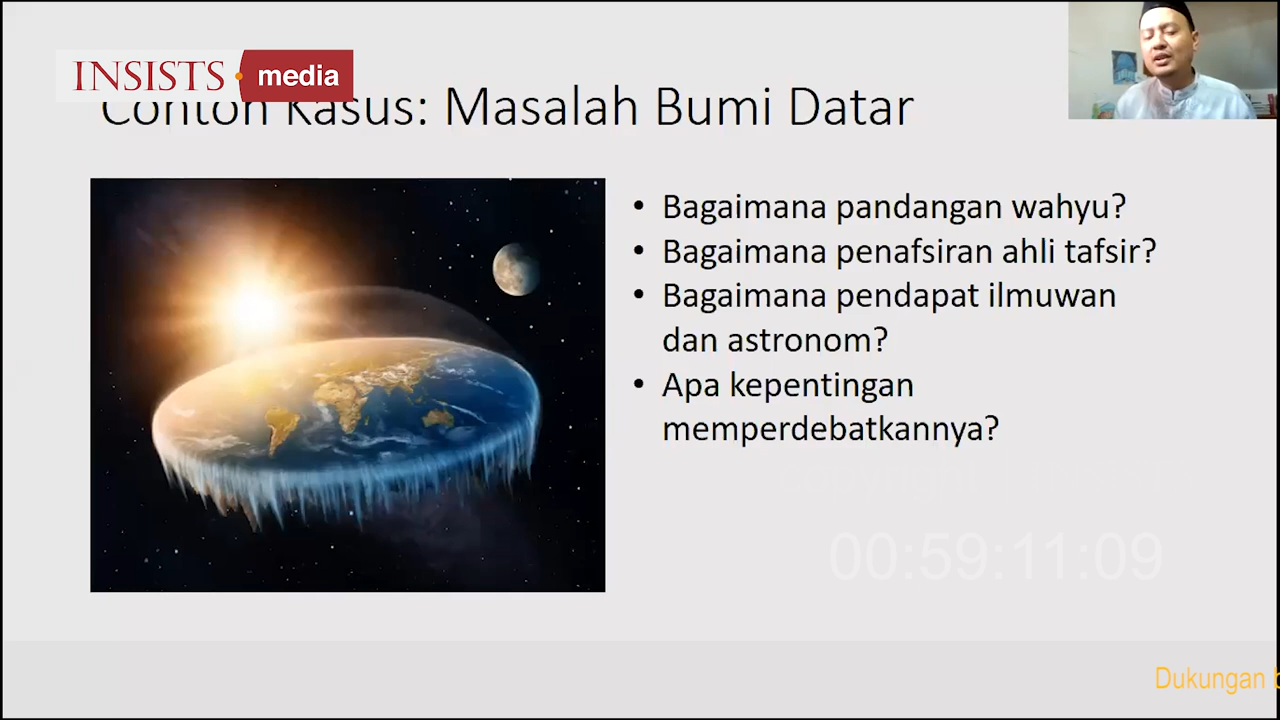 INSISTS media
Contoh Kasus: Masalah Bumi Datar
• Bagaimana pandangan wahyu?
• Bagaimana penafsiran ahli tafsir?
• Bagaimana pendapat ilmuwan
dan astronom?
• Apa kepentingan
memperdebatkannya?
00:59:11:09
Dukungan